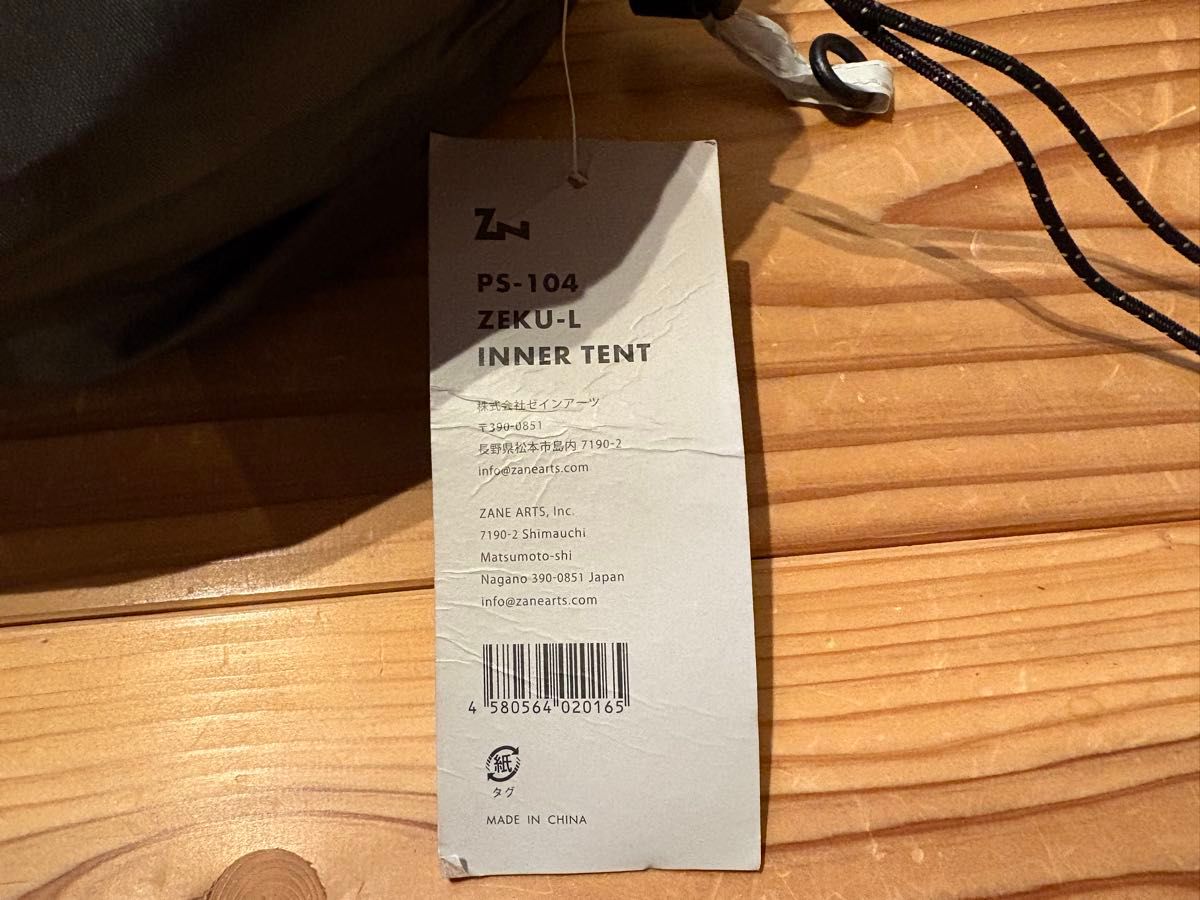 ZN
PS-104
ZEKU-L
INNER TENT
株式会社ゼインアーツ
〒390-0851
長野県松本市島内 7190-2
info@zanearts.com
ZANE ARTS, Inc.
7190-2 Shimauchi
Matsumoto-shi
Nagano 390-0851 Japan
info@zanearts.com
4 580564 020165
紙
タグ
MADE IN CHINA